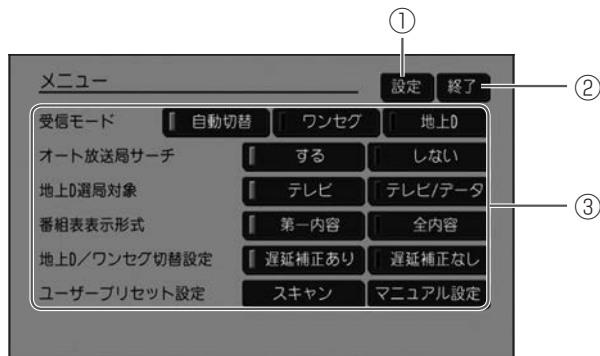 ①
メニュー 設定 終了 ②
受信モード 自動切替 ワンセグ 地上D
オート放送局サーチ する しない
地上D選局対象 テレビ テレビ/データ ③
番組表表示形式 第一内容 全内容
地上D/ワンセグ切替設定 遅延補正あり 遅延補正なし
ユーザープリセット設定 スキャン マニュアル設定